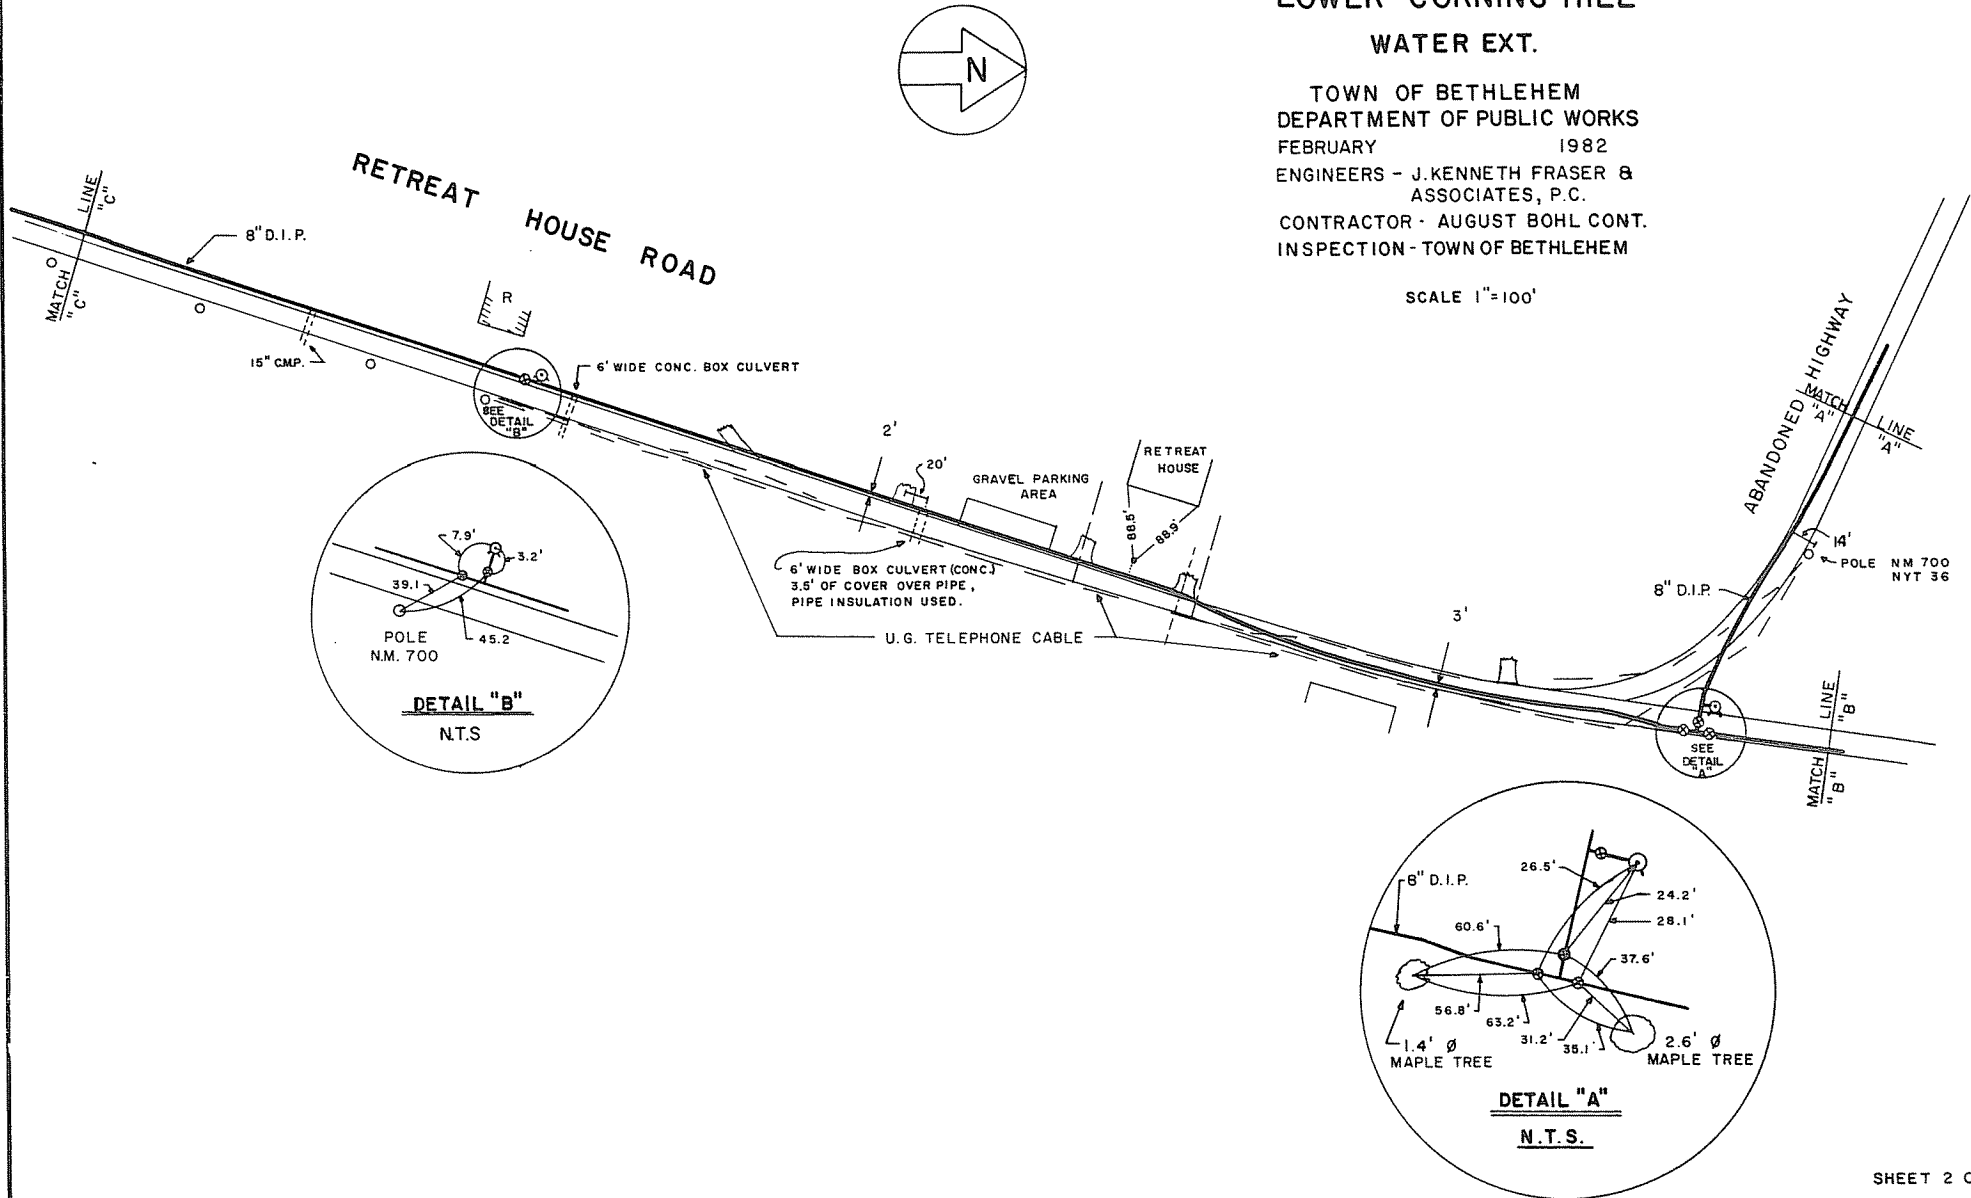 LOWER CORNING HILL
WATER EXT.
TOWN OF BETHLEHEM
DEPARTMENT OF PUBLIC WORKS
FEBRUARY 1982
ENGINEERS - J. KENNETH FRASER &
ASSOCIATES, P.C.
CONTRACTOR - AUGUST BOHL CONT.
INSPECTION - TOWN OF BETHLEHEM
SCALE 1"=100'
N
RETREAT HOUSE ROAD
LINE
"C"
MATCH
"C"
8" D.I.P.
R
15" C.M.P.
6' WIDE CONC. BOX CULVERT
SEE
DETAIL
"B"
2'
20'
GRAVEL PARKING
AREA
RETREAT
HOUSE
88.5'
88.9'
6' WIDE BOX CULVERT (CONC.)
3.5' OF COVER OVER PIPE,
PIPE INSULATION USED.
U.G. TELEPHONE CABLE
3'
ABANDONED HIGHWAY
MATCH
"A"
LINE
"A"
14'
POLE NM 700
NYT 36
8" D.I.P.
LINE
"B"
MATCH
"B"
SEE
DETAIL
"A"
7.9'
3.2'
39.1
45.2
POLE
N.M. 700
DETAIL "B"
N.T.S
26.5'
8" D.I.P.
24.2'
28.1'
60.6'
37.6'
56.8'
63.2'
31.2'
35.1'
1.4' Ø
MAPLE TREE
2.6' Ø
MAPLE TREE
DETAIL "A"
N.T.S.
SHEET 2